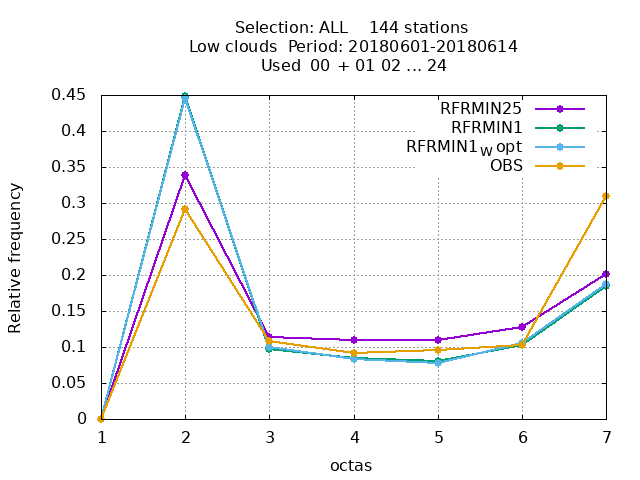 Selection: ALL    144 stations
Low clouds  Period: 20180601-20180614
Used  00  + 01 02 ... 24
RFRMIN25
RFRMIN1
RFRMIN1_W opt
OBS
Relative frequency
0.45
0.4
0.35
0.3
0.25
0.2
0.15
0.1
0.05
0
1 2 3 4 5 6 7
octas